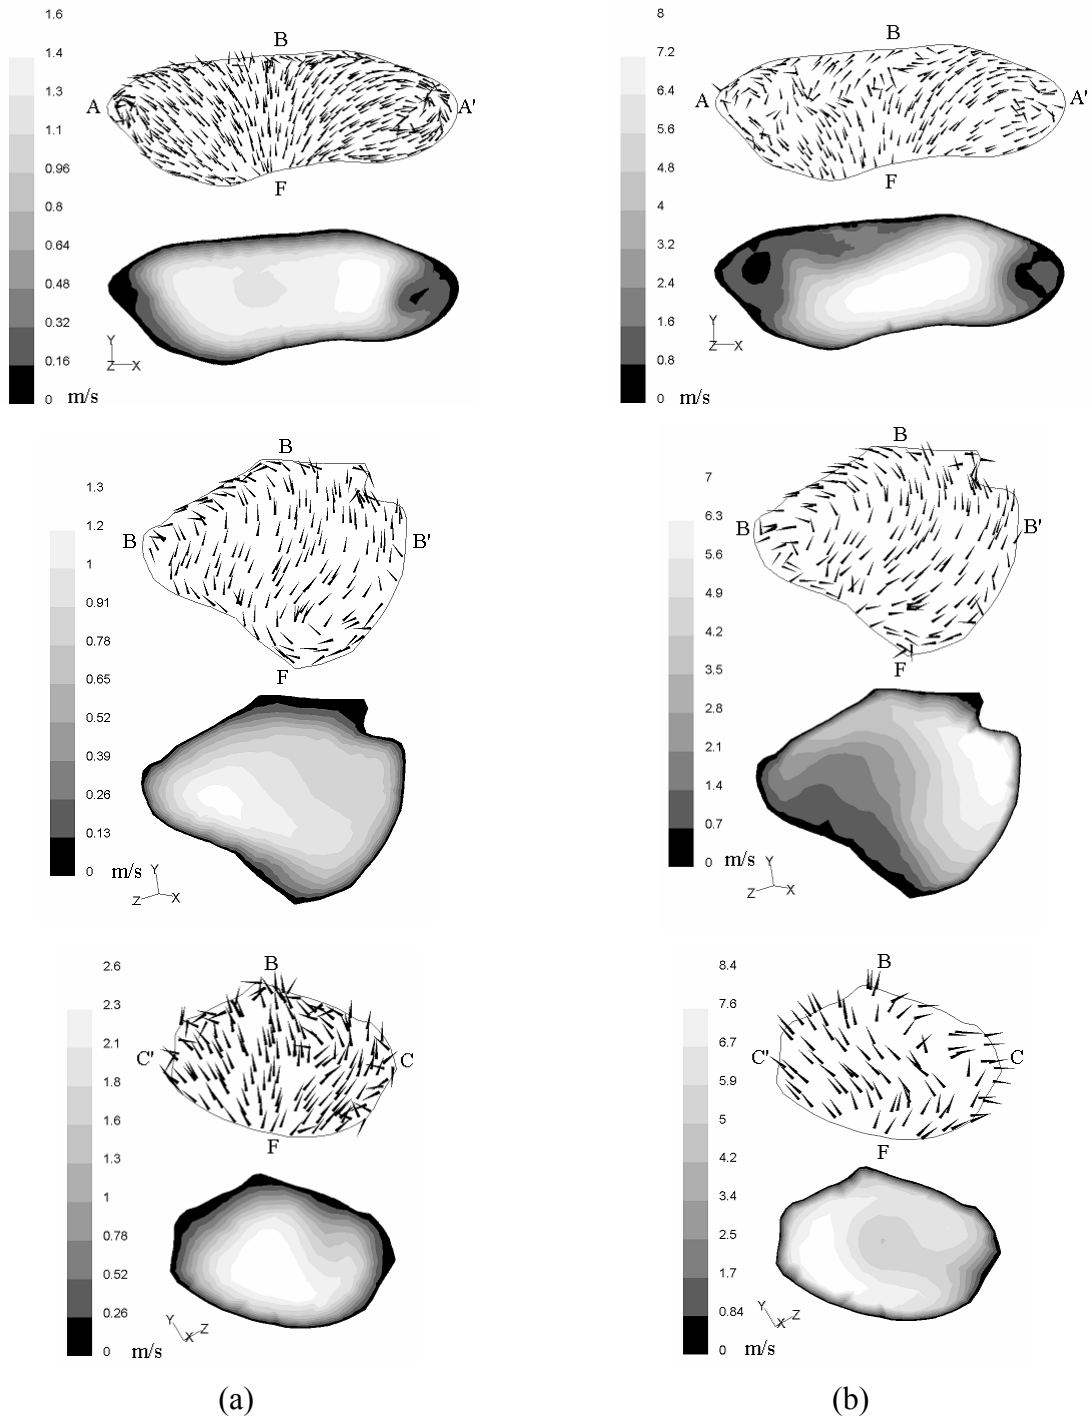 1.6
1.4
1.3
1.1
0.96
0.8
0.64
0.48
0.32
0.16
0 m/s
B
A A'
F
Y
Z X
8
7.2
6.4
5.6
4.8
4
3.2
2.4
1.6
0.8
0 m/s
B
A A'
F
Y
Z X
1.3
1.2
1
0.91
0.78
0.65
0.52
0.39
0.26
0.13
0 m/s
B
B B'
F
Y
Z X
7
6.3
5.6
4.9
4.2
3.5
2.8
2.1
1.4
0.7
0 m/s
B
B B'
F
Y
Z X
2.6
2.3
2.1
1.8
1.6
1.3
1
0.78
0.52
0.26
0 m/s
B
C' C
F
Y Z
X
8.4
7.6
6.7
5.9
5
4.2
3.4
2.5
1.7
0.84
0 m/s
B
C' C
F
Y Z
X
(a) (b)